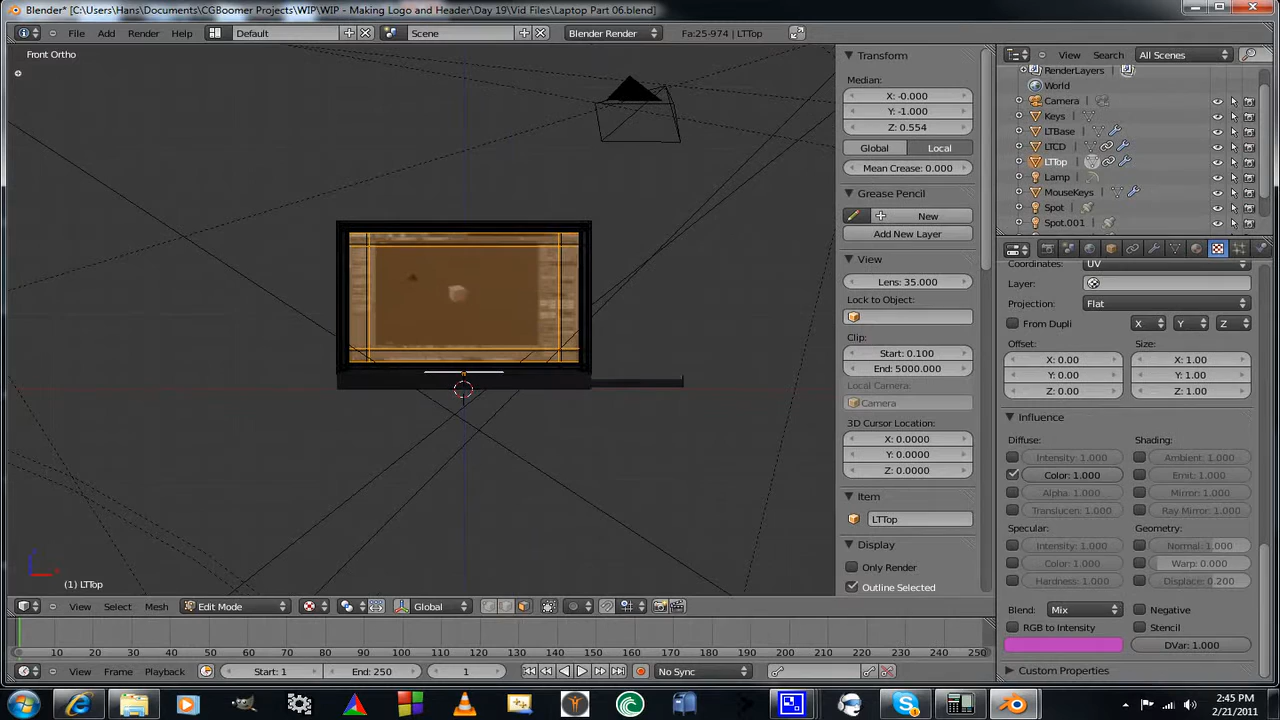 Blender* [C:\Users\Hans\Documents\CGBoomer Projects\WIP\WIP - Making Logo and Header\Day 19\Vid Files\Laptop Part 06.blend]
File Add Render Help Default Scene Blender Render Fa:25-974 | LTTop
View Search All Scenes
Front Ortho
Transform
Median:
X: -0.000
Y: -1.000
Z: 0.554
Global Local
Mean Crease: 0.000
Grease Pencil
New
Add New Layer
View
Lens: 35.000
Lock to Object:
Clip:
Start: 0.100
End: 5000.000
Local Camera:
Camera
3D Cursor Location:
X: 0.0000
Y: 0.0000
Z: 0.0000
Item
LTTop
Display
Only Render
Outline Selected
RenderLayers
World
Camera
Keys
LTBase
LTCD
LTTop
Lamp
MouseKeys
Spot
Spot.001
Coordinates: UV
Layer:
Projection: Flat
From Dupli X Y Z
Offset: Size:
X: 0.00 X: 1.00
Y: 0.00 Y: 1.00
Z: 0.00 Z: 1.00
Influence
Diffuse: Shading:
Intensity: 1.000 Ambient: 1.000
Color: 1.000 Emit: 1.000
Alpha: 1.000 Mirror: 1.000
Translucen: 1.000 Ray Mirror: 1.000
Specular: Geometry:
Intensity: 1.000 Normal: 1.000
Color: 1.000 Warp: 0.000
Hardness: 1.000 Displace: 0.200
Blend: Mix Negative
RGB to Intensity Stencil
DVar: 1.000
Custom Properties
(1) LTTop
View Select Mesh Edit Mode Global
0 10 20 30 40 50 60 70 80 90 100 110 120 130 140 150 160 170 180 190 200 210 220 230 240 250
View Frame Playback Start: 1 End: 250 1 No Sync
2:45 PM
2/21/2011